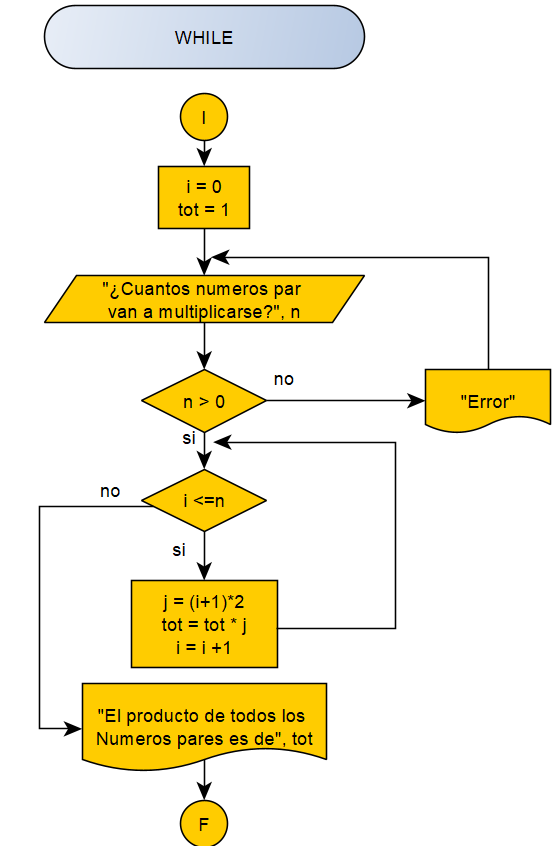 WHILE
I
i = 0
tot = 1
"¿Cuantos numeros par
van a multiplicarse?", n
n > 0
no
"Error"
si
i <=n
no
si
j = (i+1)*2
tot = tot * j
i = i +1
"El producto de todos los
Numeros pares es de", tot
F